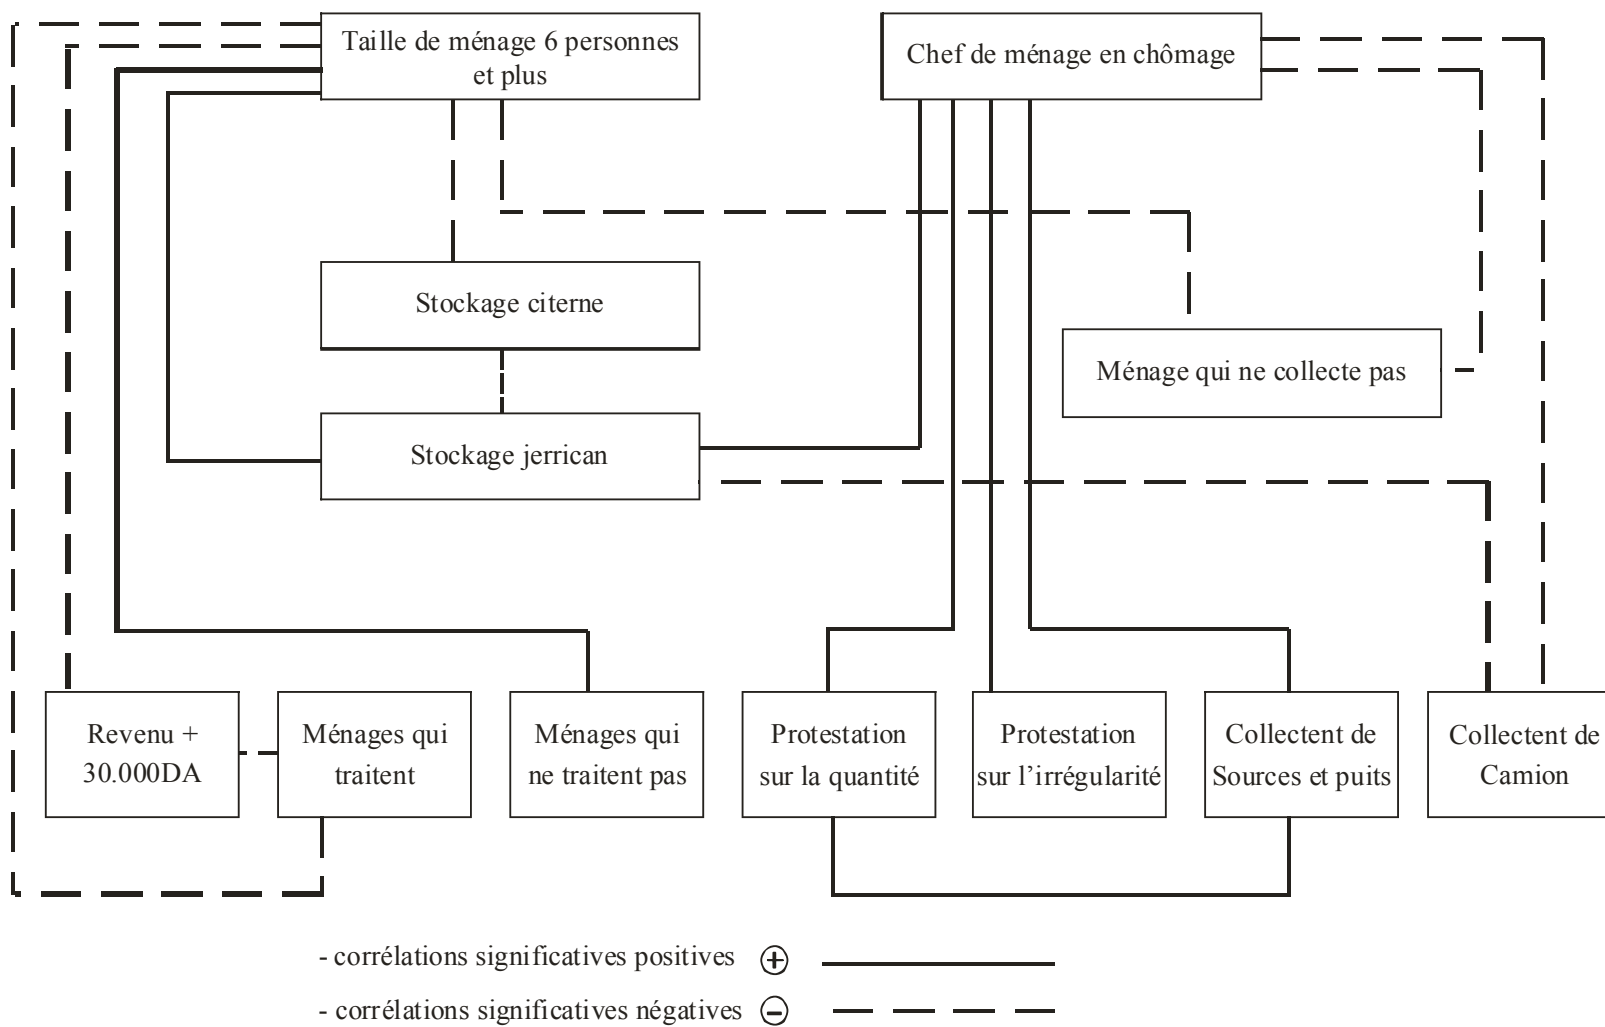 Taille de ménage 6 personnes
et plus
Chef de ménage en chômage
Stockage citerne
Ménage qui ne collecte pas
Stockage jerrican
Revenu +
30.000DA
Ménages qui
traitent
Ménages qui
ne traitent pas
Protestation
sur la quantité
Protestation
sur l’irrégularité
Collectent de
Sources et puits
Collectent de
Camion
- corrélations significatives positives +
- corrélations significatives négatives -